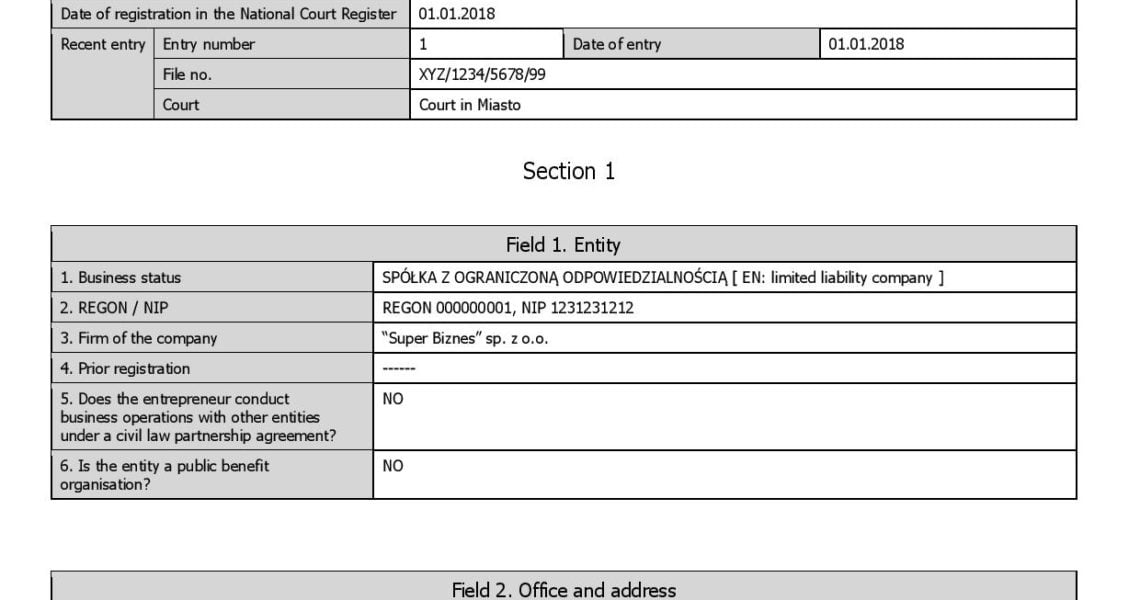 Date of registration in the National Court Register 01.01.2018
Recent entry Entry number 1 Date of entry 01.01.2018
File no. XYZ/1234/5678/99
Court Court in Miasto
Section 1
Field 1. Entity
1. Business status SPÓŁKA Z OGRANICZONĄ ODPOWIEDZIALNOŚCIĄ [ EN: limited liability company ]
2. REGON / NIP REGON 000000001, NIP 1231231212
3. Firm of the company “Super Biznes” sp. z o.o.
4. Prior registration ------
5. Does the entrepreneur conduct NO
business operations with other entities
under a civil law partnership agreement?
6. Is the entity a public benefit NO
organisation?
Field 2. Office and address